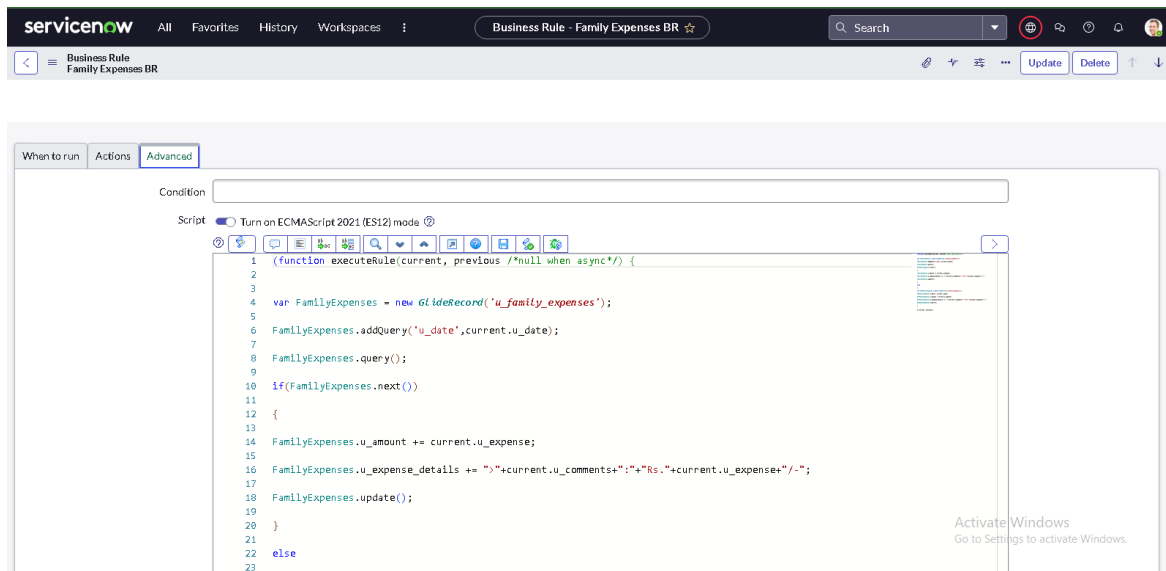 servicenow All Favorites History Workspaces Business Rule - Family Expenses BR Search
Business Rule
Family Expenses BR
Update Delete
When to run Actions Advanced
Condition
Script Turn on ECMAScript 2021 (ES12) mode
1 (function executeRule(current, previous /*null when async*/) {
2
3
4 var FamilyExpenses = new GlideRecord('u_family_expenses');
5
6 FamilyExpenses.addQuery('u_date',current.u_date);
7
8 FamilyExpenses.query();
9
10 if(FamilyExpenses.next())
11
12 {
13
14 FamilyExpenses.u_amount += current.u_expense;
15
16 FamilyExpenses.u_expense_details += ">"+current.u_comments+":"+"Rs."+current.u_expense+"/-";
17
18 FamilyExpenses.update();
19
20 }
21
22 else
23
Activate Windows
Go to Settings to activate Windows.